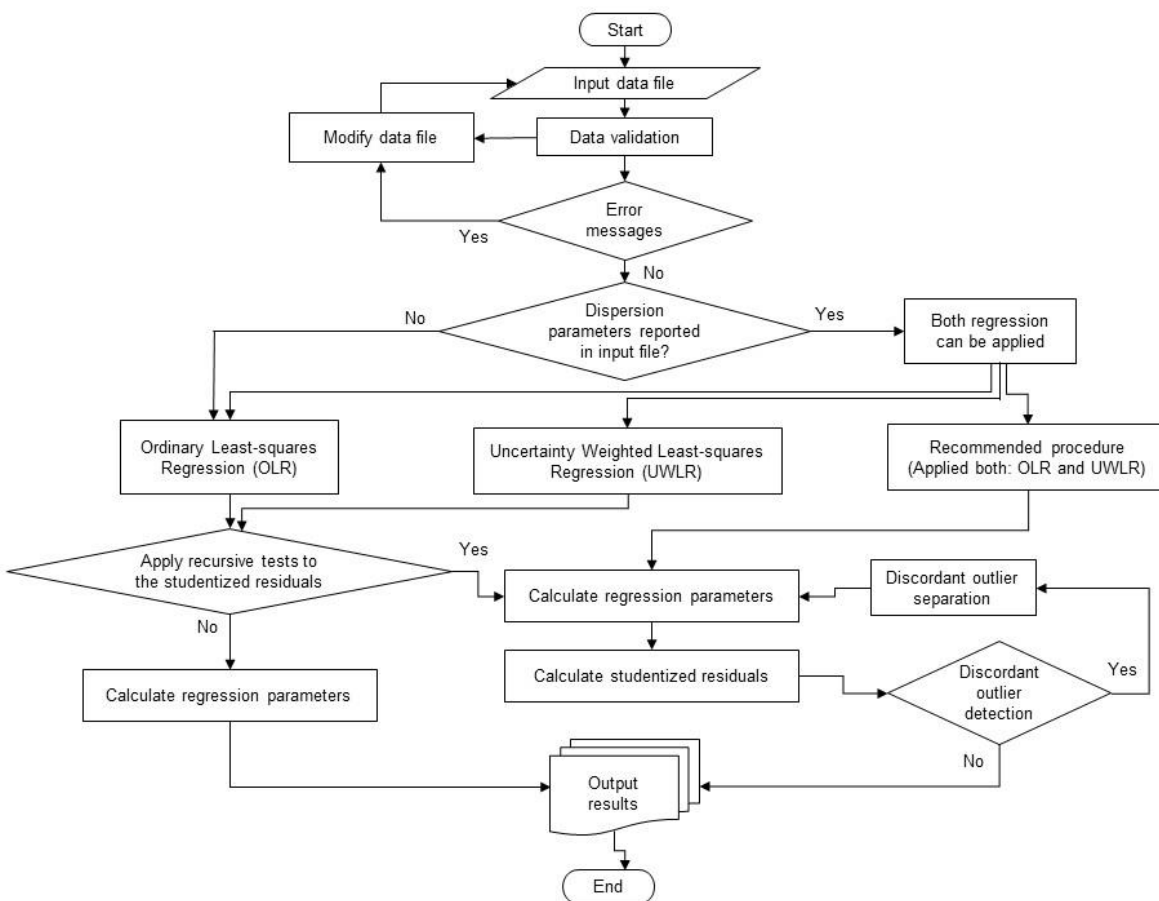 Start
Input data file
Modify data file
Data validation
Error
messages
Yes
No
Dispersion
parameters reported
in input file?
No
Yes
Both regression
can be applied
Ordinary Least-squares
Regression (OLR)
Uncertainty Weighted Least-squares
Regression (UWLR)
Recommended procedure
(Applied both: OLR and UWLR)
Apply recursive tests to
the studentized residuals
Yes
No
Calculate regression parameters
Discordant outlier
separation
Calculate regression parameters
Calculate studentized residuals
Discordant
outlier
detection
Yes
No
Output
results
End